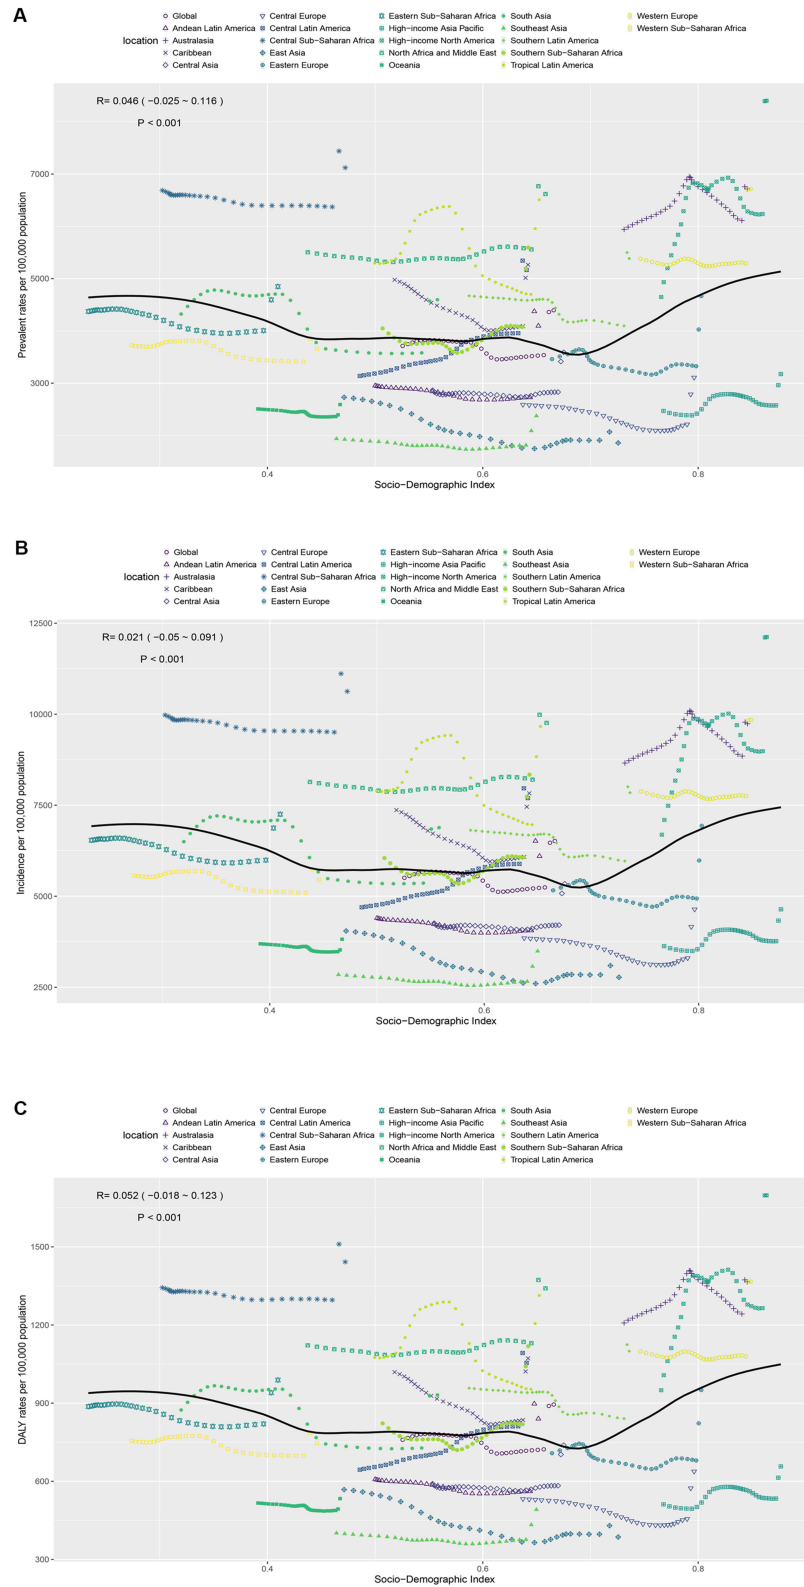 A
Global Central Europe Eastern Sub−Saharan Africa South Asia Western Europe
Andean Latin America Central Latin America High−income Asia Pacific Southeast Asia Western Sub−Saharan Africa
location Australasia Central Sub−Saharan Africa High−income North America Southern Latin America
Caribbean East Asia North Africa and Middle East Southern Sub−Saharan Africa
Central Asia Eastern Europe Oceania Tropical Latin America
R= 0.046 ( −0.025 ~ 0.116 )
P < 0.001
7000
5000
3000
Prevalent rates per 100,000 population
0.4 0.6 0.8
Socio−Demographic Index
B
Global Central Europe Eastern Sub−Saharan Africa South Asia Western Europe
Andean Latin America Central Latin America High−income Asia Pacific Southeast Asia Western Sub−Saharan Africa
location Australasia Central Sub−Saharan Africa High−income North America Southern Latin America
Caribbean East Asia North Africa and Middle East Southern Sub−Saharan Africa
Central Asia Eastern Europe Oceania Tropical Latin America
12500
R= 0.021 ( −0.05 ~ 0.091 )
P < 0.001
10000
7500
5000
2500
Incidence per 100,000 population
0.4 0.6 0.8
Socio−Demographic Index
C
Global Central Europe Eastern Sub−Saharan Africa South Asia Western Europe
Andean Latin America Central Latin America High−income Asia Pacific Southeast Asia Western Sub−Saharan Africa
location Australasia Central Sub−Saharan Africa High−income North America Southern Latin America
Caribbean East Asia North Africa and Middle East Southern Sub−Saharan Africa
Central Asia Eastern Europe Oceania Tropical Latin America
R= 0.052 ( −0.018 ~ 0.123 )
P < 0.001
1500
1200
900
600
300
DALY rates per 100,000 population
0.4 0.6 0.8
Socio−Demographic Index